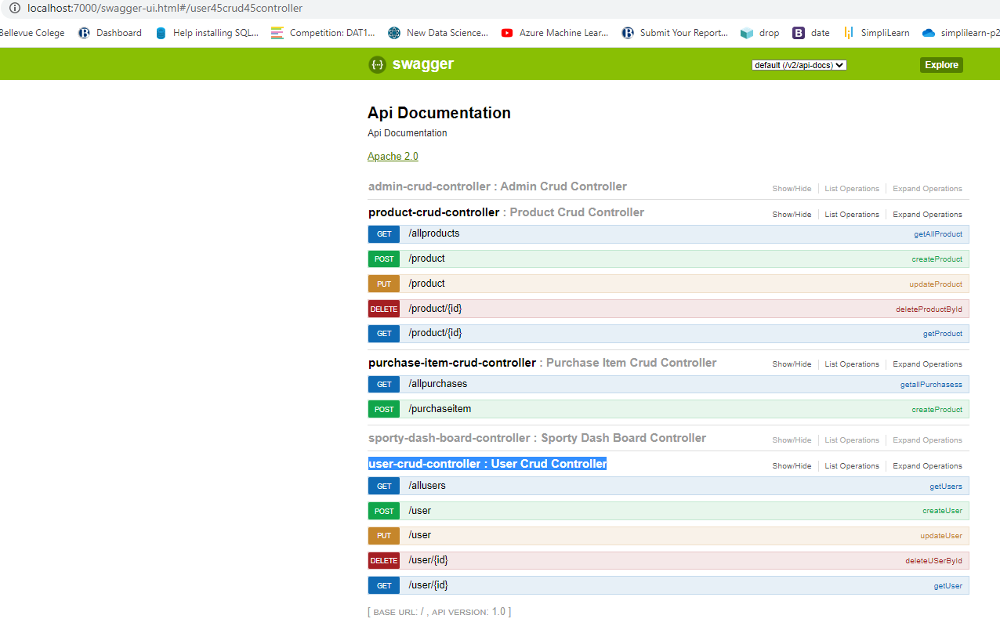 localhost:7000/swagger-ui.html#/user45crud45controller
Bellevue Colege Dashboard Help installing SQL... Competition: DAT1... New Data Science... Azure Machine Lear... Submit Your Report... drop date SimpliLearn simplilearn-p2
{··} swagger default (/v2/api-docs) Explore
Api Documentation
Api Documentation
Apache 2.0
admin-crud-controller : Admin Crud Controller Show/Hide List Operations Expand Operations
product-crud-controller : Product Crud Controller Show/Hide List Operations Expand Operations
GET /allproducts getAllProduct
POST /product createProduct
PUT /product updateProduct
DELETE /product/{id} deleteProductById
GET /product/{id} getProduct
purchase-item-crud-controller : Purchase Item Crud Controller Show/Hide List Operations Expand Operations
GET /allpurchases getallPurchasess
POST /purchaseitem createProduct
sporty-dash-board-controller : Sporty Dash Board Controller Show/Hide List Operations Expand Operations
user-crud-controller : User Crud Controller Show/Hide List Operations Expand Operations
GET /allusers getUsers
POST /user createUser
PUT /user updateUser
DELETE /user/{id} deleteUSerById
GET /user/{id} getUser
[ BASE URL: / , API VERSION: 1.0 ]